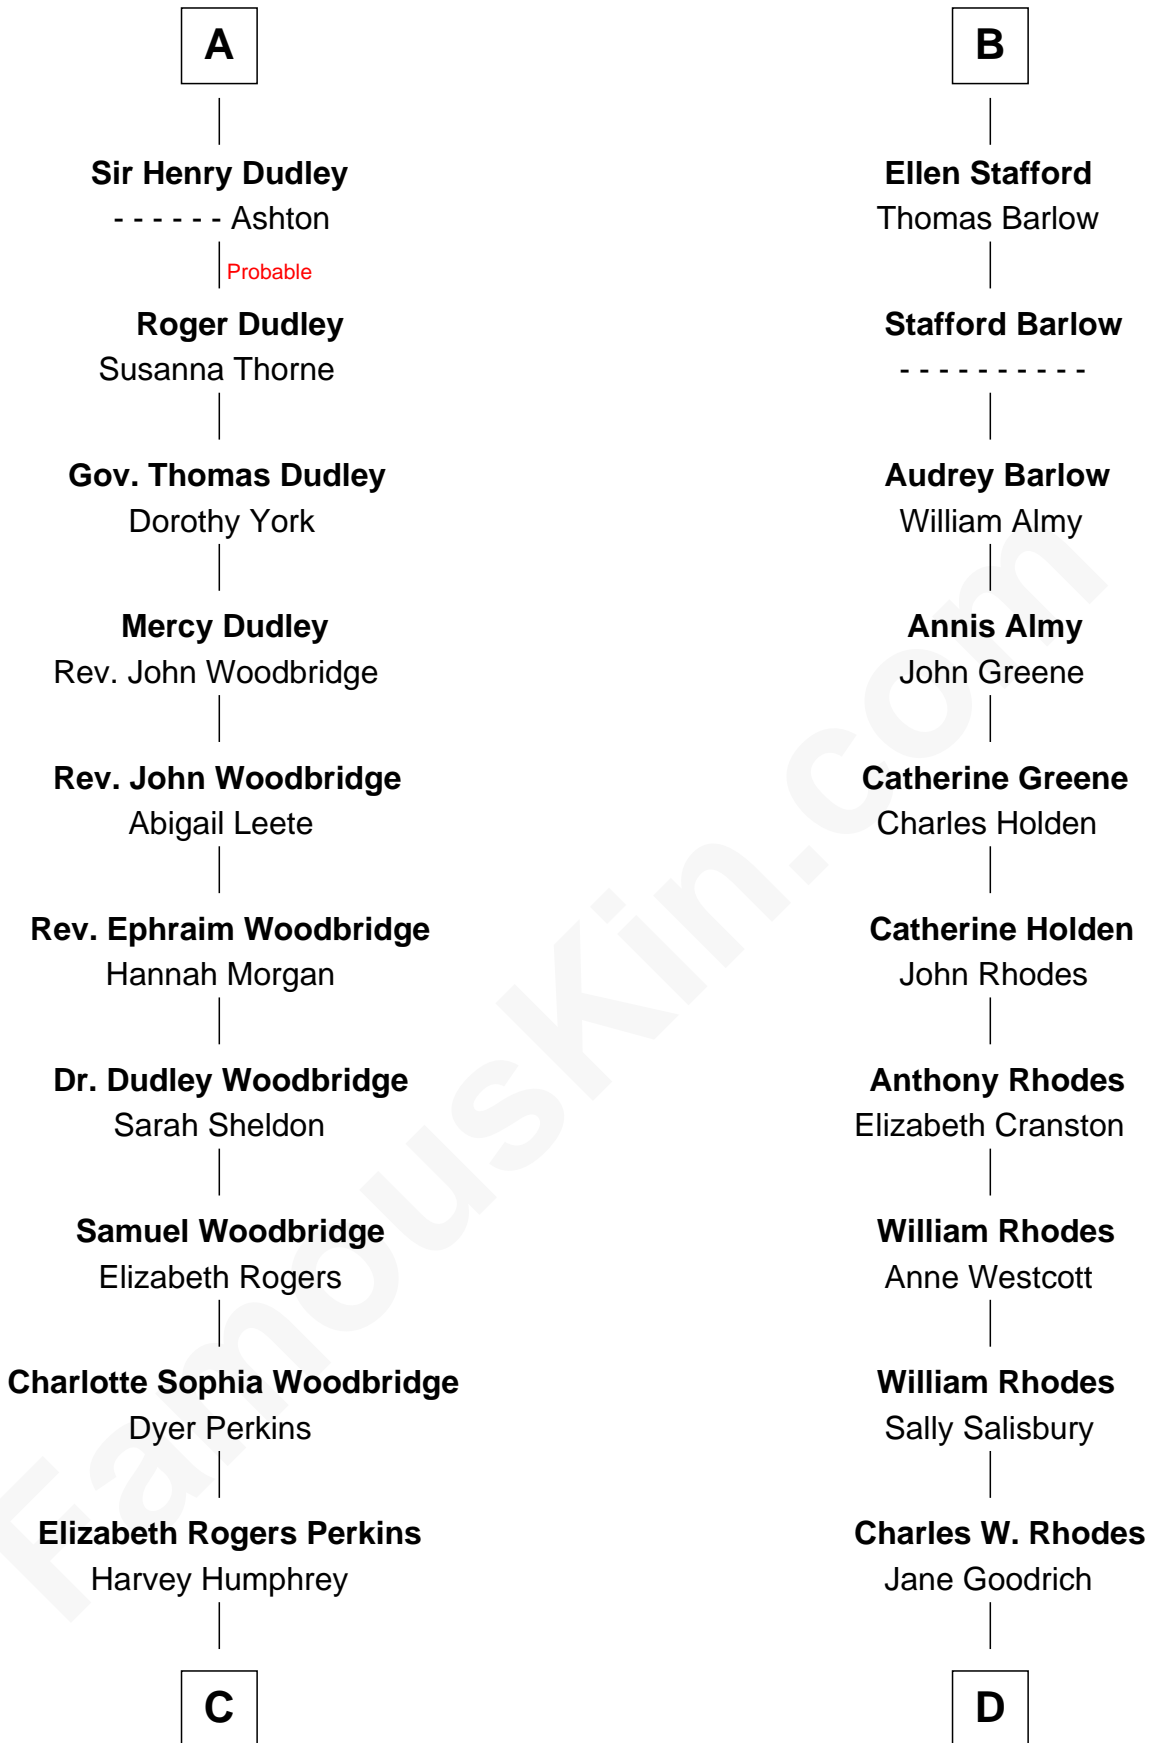 A
Sir Henry Dudley
- - - - - - Ashton
Probable
Roger Dudley
Susanna Thorne
Gov. Thomas Dudley
Dorothy York
Mercy Dudley
Rev. John Woodbridge
Rev. John Woodbridge
Abigail Leete
Rev. Ephraim Woodbridge
Hannah Morgan
Dr. Dudley Woodbridge
Sarah Sheldon
Samuel Woodbridge
Elizabeth Rogers
Charlotte Sophia Woodbridge
Dyer Perkins
Elizabeth Rogers Perkins
Harvey Humphrey
C
B
Ellen Stafford
Thomas Barlow
Stafford Barlow
- - - - - - - - - -
Audrey Barlow
William Almy
Annis Almy
John Greene
Catherine Greene
Charles Holden
Catherine Holden
John Rhodes
Anthony Rhodes
Elizabeth Cranston
William Rhodes
Anne Westcott
William Rhodes
Sally Salisbury
Charles W. Rhodes
Jane Goodrich
D
FamousKin.com